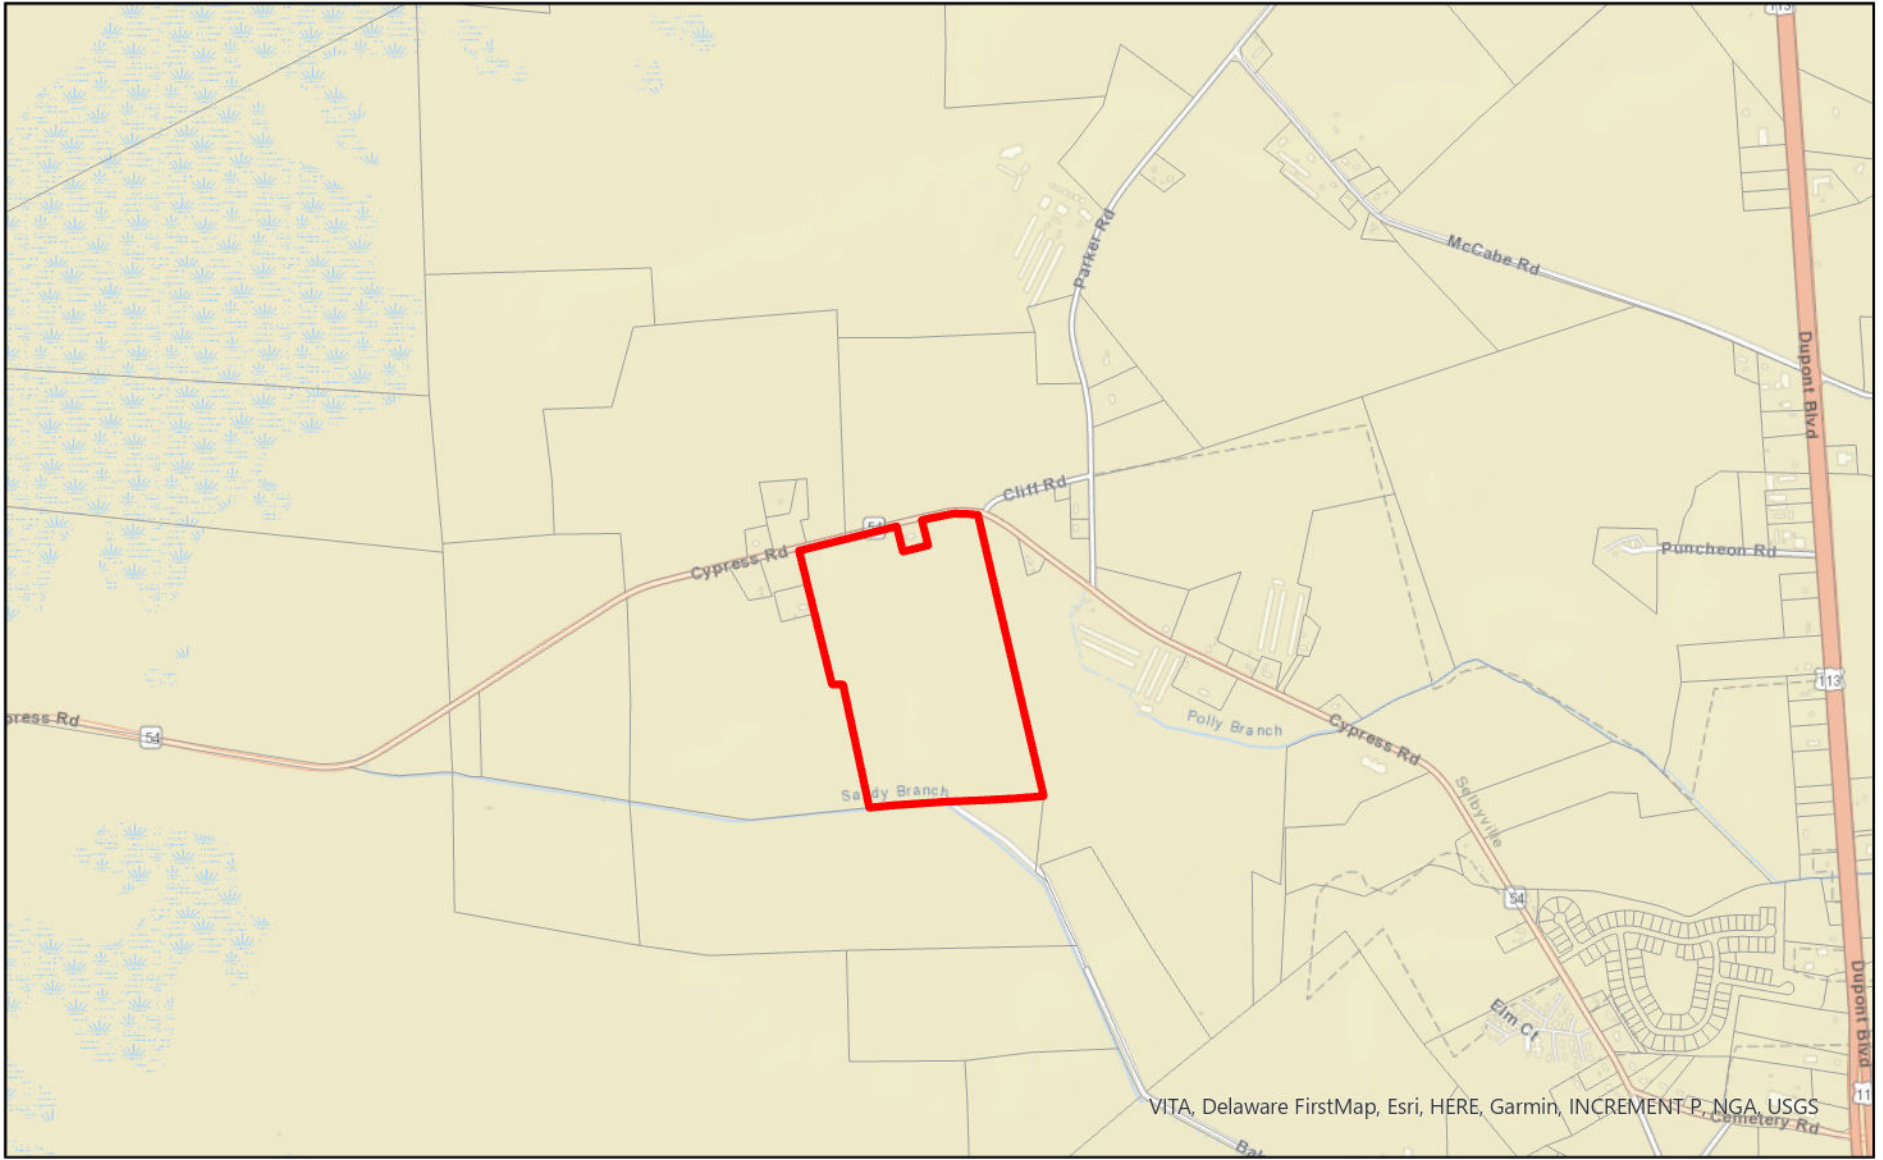 113
Parker Rd
McCabe Rd
Dupont Blvd
Cliff Rd
54
Cypress Rd
Puncheon Rd
113
press Rd
54
Polly Branch
Cypress Rd
Sandy Branch
Selbyville
54
Elm Ct
Dupont Blvd
11
VITA, Delaware FirstMap, Esri, HERE, Garmin, INCREMENT P, NGA, USGS
Cemetery Rd